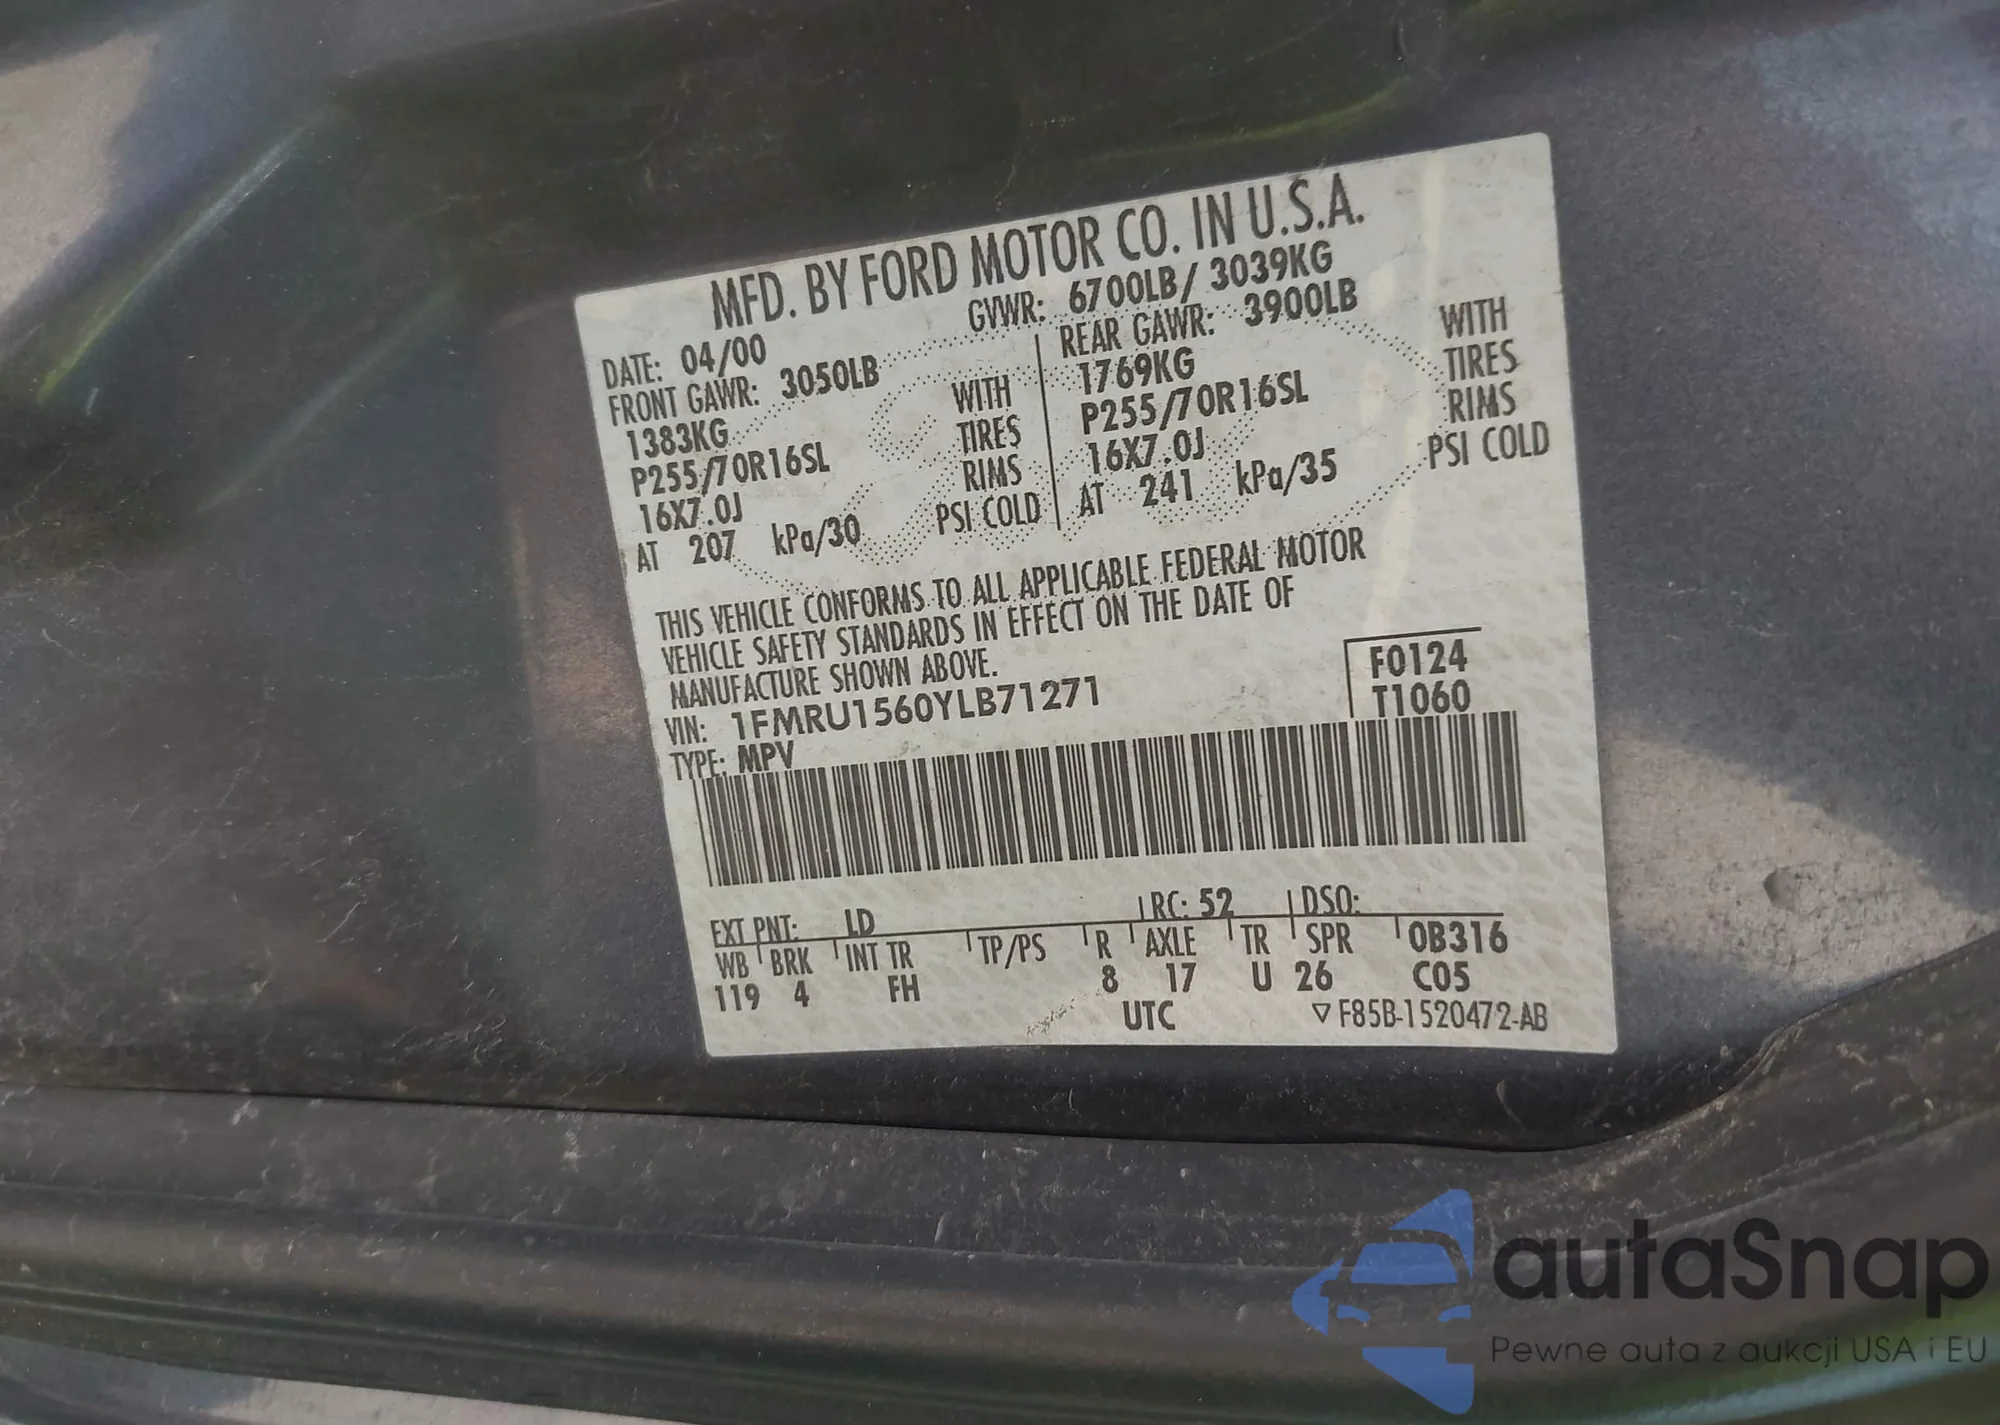 MFD. BY FORD MOTOR CO. IN U.S.A.
DATE: 04/00 GVWR: 6700LB/ 3039KG
FRONT GAWR: 3050LB REAR GAWR: 3900LB
1383KG WITH 1769KG WITH
P255/70R16SL TIRES P255/70R16SL TIRES
16X7.0J RIMS 16X7.0J RIMS
AT 207 kPa/30 PSI COLD AT 241 kPa/35 PSI COLD
THIS VEHICLE CONFORMS TO ALL APPLICABLE FEDERAL MOTOR
VEHICLE SAFETY STANDARDS IN EFFECT ON THE DATE OF
MANUFACTURE SHOWN ABOVE.
VIN: 1FMRU1560YLB71271
TYPE: MPV
F0124
T1060
EXT PNT: LD RC: 52 DSO:
WB BRK INT TR TP/PS R AXLE TR SPR 0B316
119 4 FH 8 17 U 26 C05
UTC ▽ F85B-1520472-AB
autaSnap
Pewne auta z aukcji USA i EU